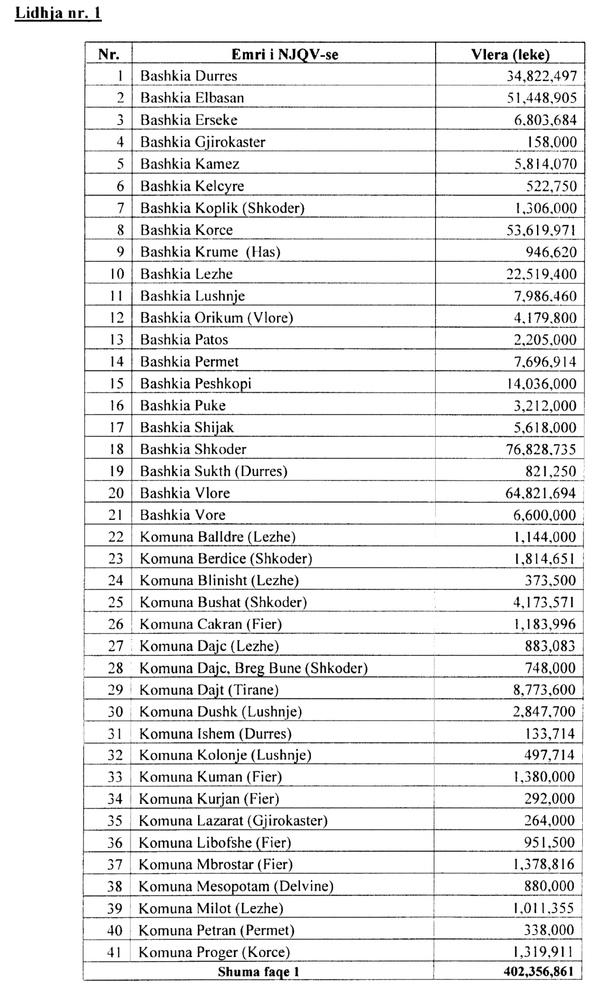 Lidhja nr. 1
Nr. Emri i NJQV-se Vlera (leke)
1 Bashkia Durres 34,822,497
2 Bashkia Elbasan 51,448,905
3 Bashkia Erseke 6,803,684
4 Bashkia Gjirokaster 158,000
5 Bashkia Kamez 5,814,070
6 Bashkia Kelcyre 522,750
7 Bashkia Koplik (Shkoder) 1,306,000
8 Bashkia Korce 53,619,971
9 Bashkia Krume (Has) 946,620
10 Bashkia Lezhe 22,519,400
11 Bashkia Lushnje 7,986,460
12 Bashkia Orikum (Vlore) 4,179,800
13 Bashkia Patos 2,205,000
14 Bashkia Permet 7,696,914
15 Bashkia Peshkopi 14,036,000
16 Bashkia Puke 3,212,000
17 Bashkia Shijak 5,618,000
18 Bashkia Shkoder 76,828,735
19 Bashkia Sukth (Durres) 821,250
20 Bashkia Vlore 64,821,694
21 Bashkia Vore 6,600,000
22 Komuna Balldre (Lezhe) 1,144,000
23 Komuna Berdice (Shkoder) 1,814,651
24 Komuna Blinisht (Lezhe) 373,500
25 Komuna Bushat (Shkoder) 4,173,571
26 Komuna Cakran (Fier) 1,183,996
27 Komuna Dajc (Lezhe) 883,083
28 Komuna Dajc, Breg Bune (Shkoder) 748,000
29 Komuna Dajt (Tirane) 8,773,600
30 Komuna Dushk (Lushnje) 2,847,700
31 Komuna Ishem (Durres) 133,714
32 Komuna Kolonje (Lushnje) 497,714
33 Komuna Kuman (Fier) 1,380,000
34 Komuna Kurjan (Fier) 292,000
35 Komuna Lazarat (Gjirokaster) 264,000
36 Komuna Libofshe (Fier) 951,500
37 Komuna Mbrostar (Fier) 1,378,816
38 Komuna Mesopotam (Delvine) 880,000
39 Komuna Milot (Lezhe) 1,011,355
40 Komuna Petran (Permet) 338,000
41 Komuna Proger (Korce) 1,319,911
Shuma faqe 1 402,356,861